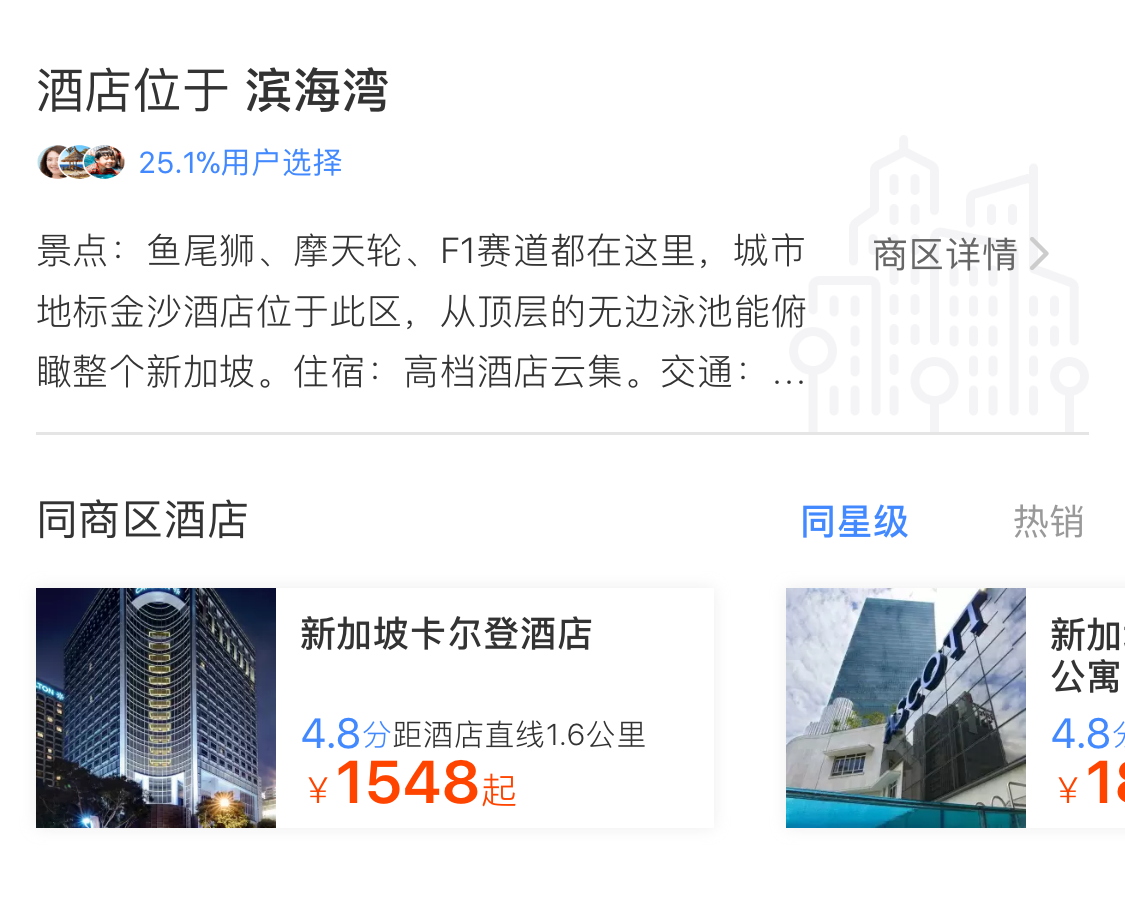 酒店位于 滨海湾
25.1%用户选择
景点：鱼尾狮、摩天轮、F1赛道都在这里，城市
地标金沙酒店位于此区，从顶层的无边泳池能俯
瞰整个新加坡。住宿：高档酒店云集。交通：...
商区详情
同商区酒店
同星级
热销
新加坡卡尔登酒店
4.8分距酒店直线1.6公里
￥1548起
新加
公寓
4.8分
￥18